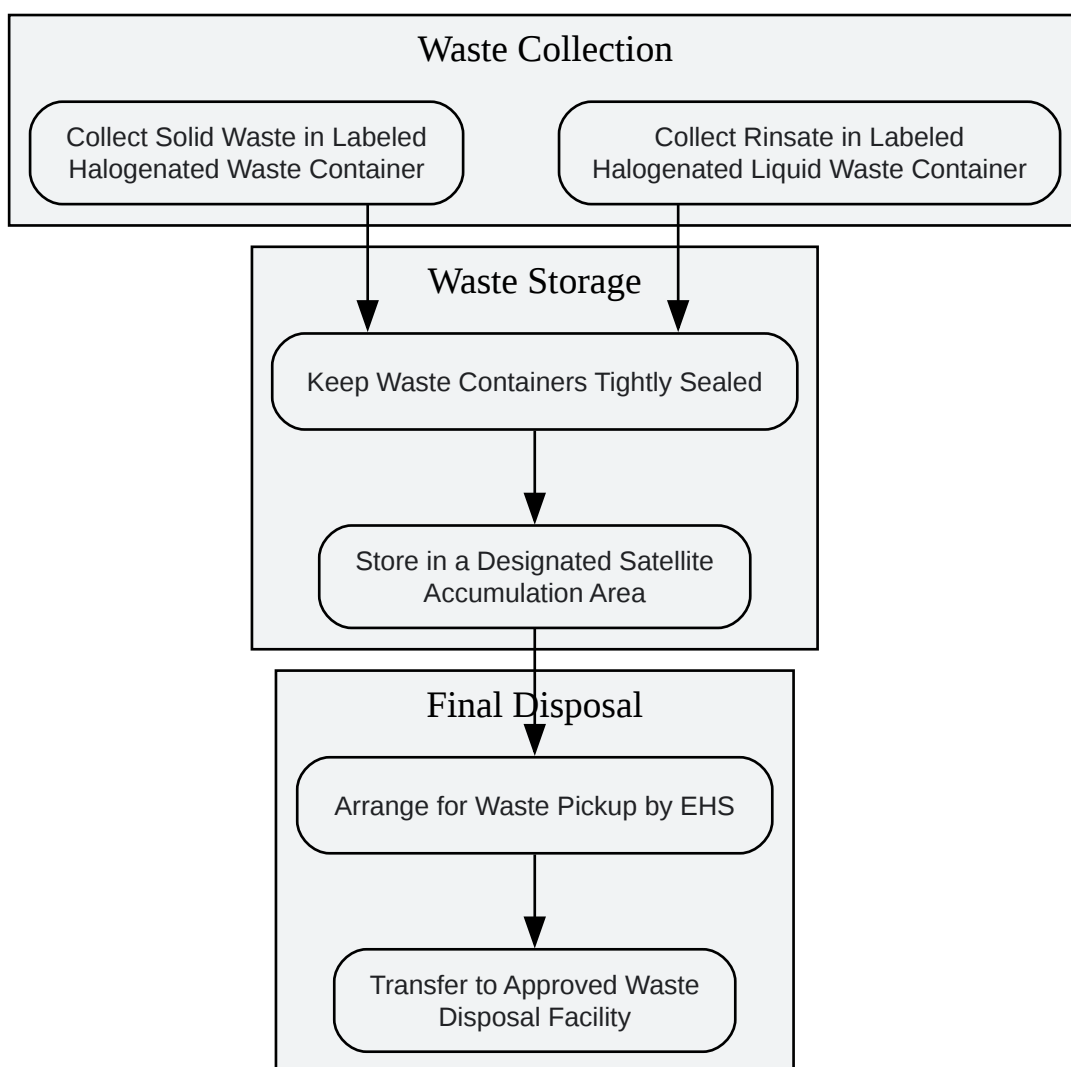 Waste Collection
Collect Solid Waste in Labeled
Halogenated Waste Container
Collect Rinsate in Labeled
Halogenated Liquid Waste Container
Waste Storage
Keep Waste Containers Tightly Sealed
Store in a Designated Satellite
Accumulation Area
Final Disposal
Arrange for Waste Pickup by EHS
Transfer to Approved Waste
Disposal Facility